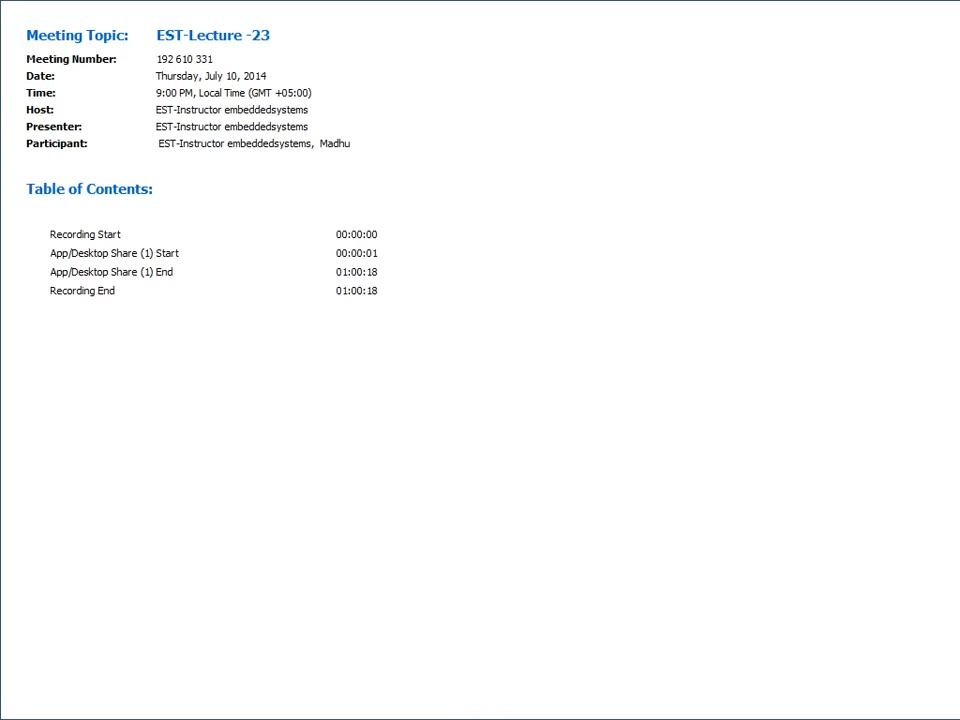 Meeting Topic: EST-Lecture -23
Meeting Number: 192 610 331
Date: Thursday, July 10, 2014
Time: 9:00 PM, Local Time (GMT +05:00)
Host: EST-Instructor embeddedsystems
Presenter: EST-Instructor embeddedsystems
Participant: EST-Instructor embeddedsystems, Madhu
Table of Contents:
Recording Start 00:00:00
App/Desktop Share (1) Start 00:00:01
App/Desktop Share (1) End 01:00:18
Recording End 01:00:18